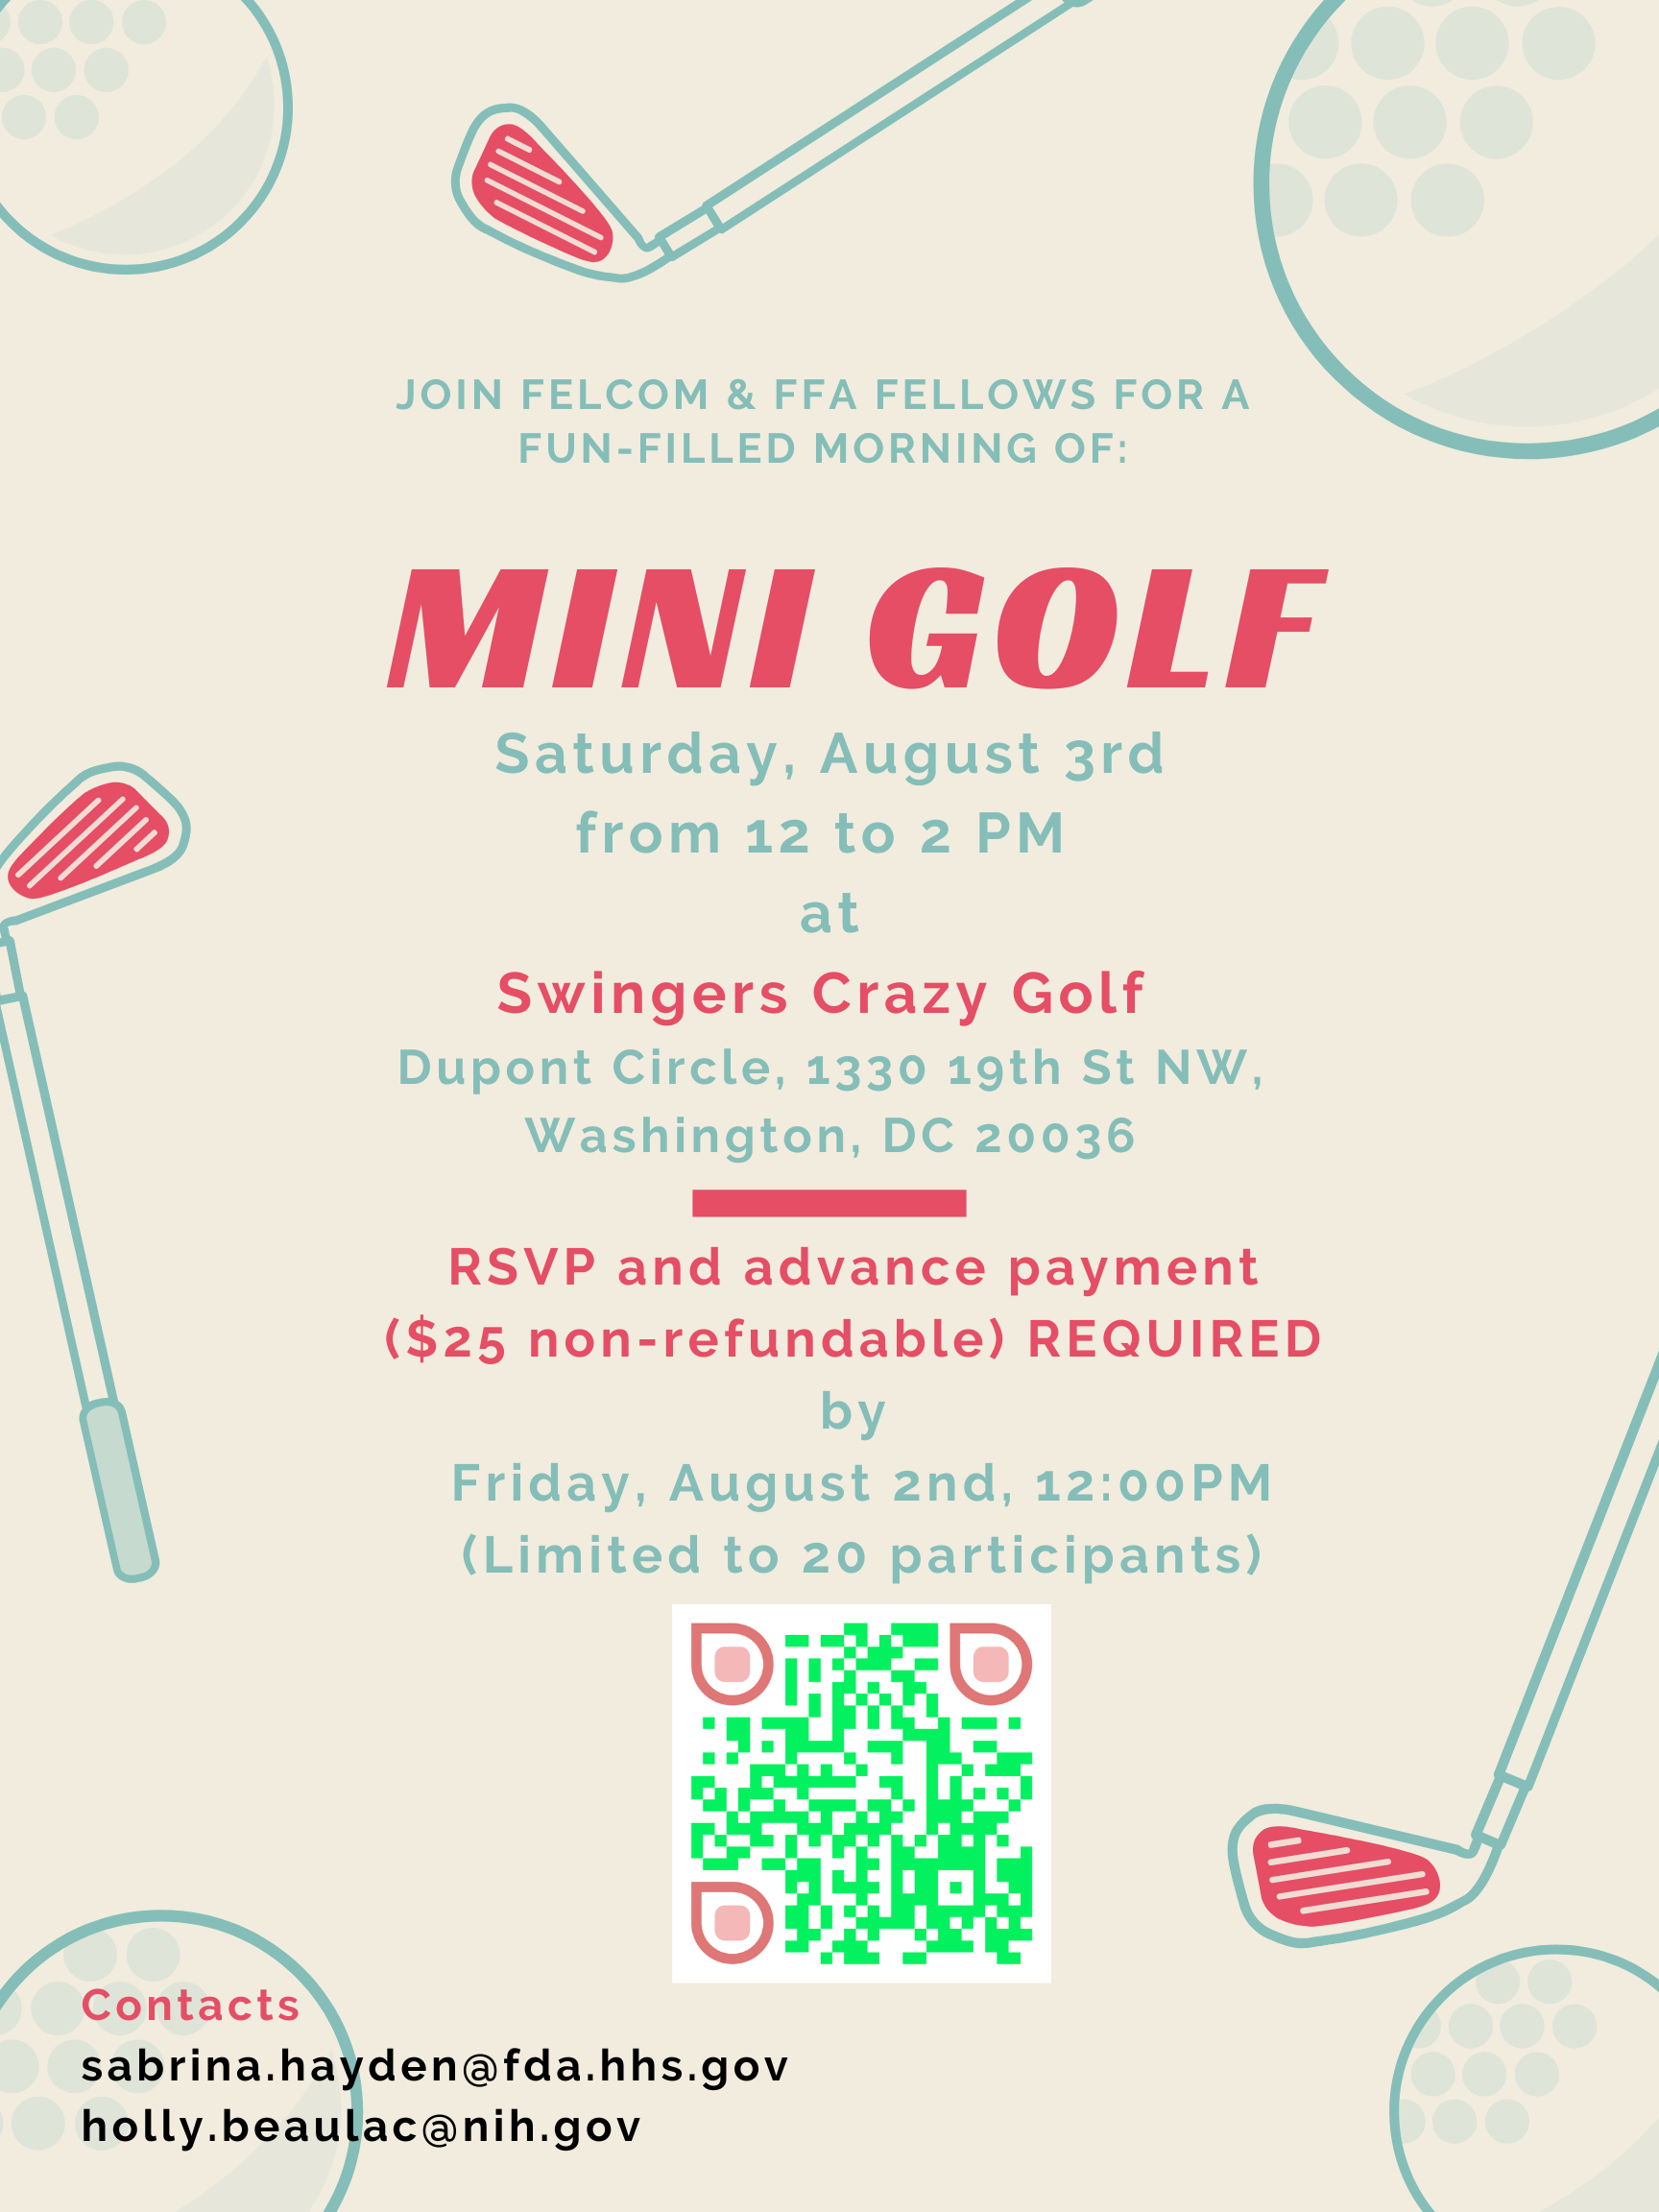 JOIN FELCOM & FFA FELLOWS FOR A
FUN-FILLED MORNING OF:
MINI GOLF
Saturday, August 3rd
from 12 to 2 PM
at
Swingers Crazy Golf
Dupont Circle, 1330 19th St NW,
Washington, DC 20036
RSVP and advance payment
($25 non-refundable) REQUIRED
by
Friday, August 2nd, 12:00PM
(Limited to 20 participants)
Contacts
sabrina.hayden@fda.hhs.gov
holly.beaulac@nih.gov